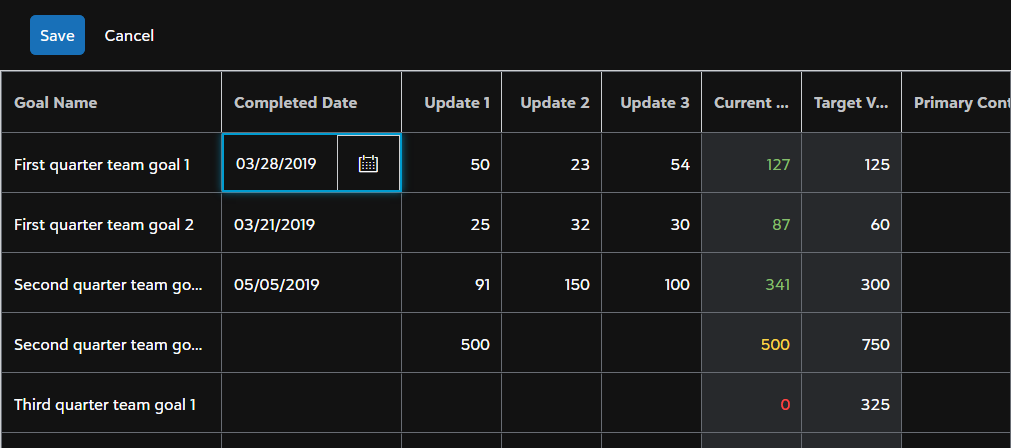 Save Cancel
Goal Name Completed Date Update 1 Update 2 Update 3 Current ... Target V... Primary Cont
First quarter team goal 1 03/28/2019 50 23 54 127 125
First quarter team goal 2 03/21/2019 25 32 30 87 60
Second quarter team go... 05/05/2019 91 150 100 341 300
Second quarter team go... 500 500 750
Third quarter team goal 1 0 325